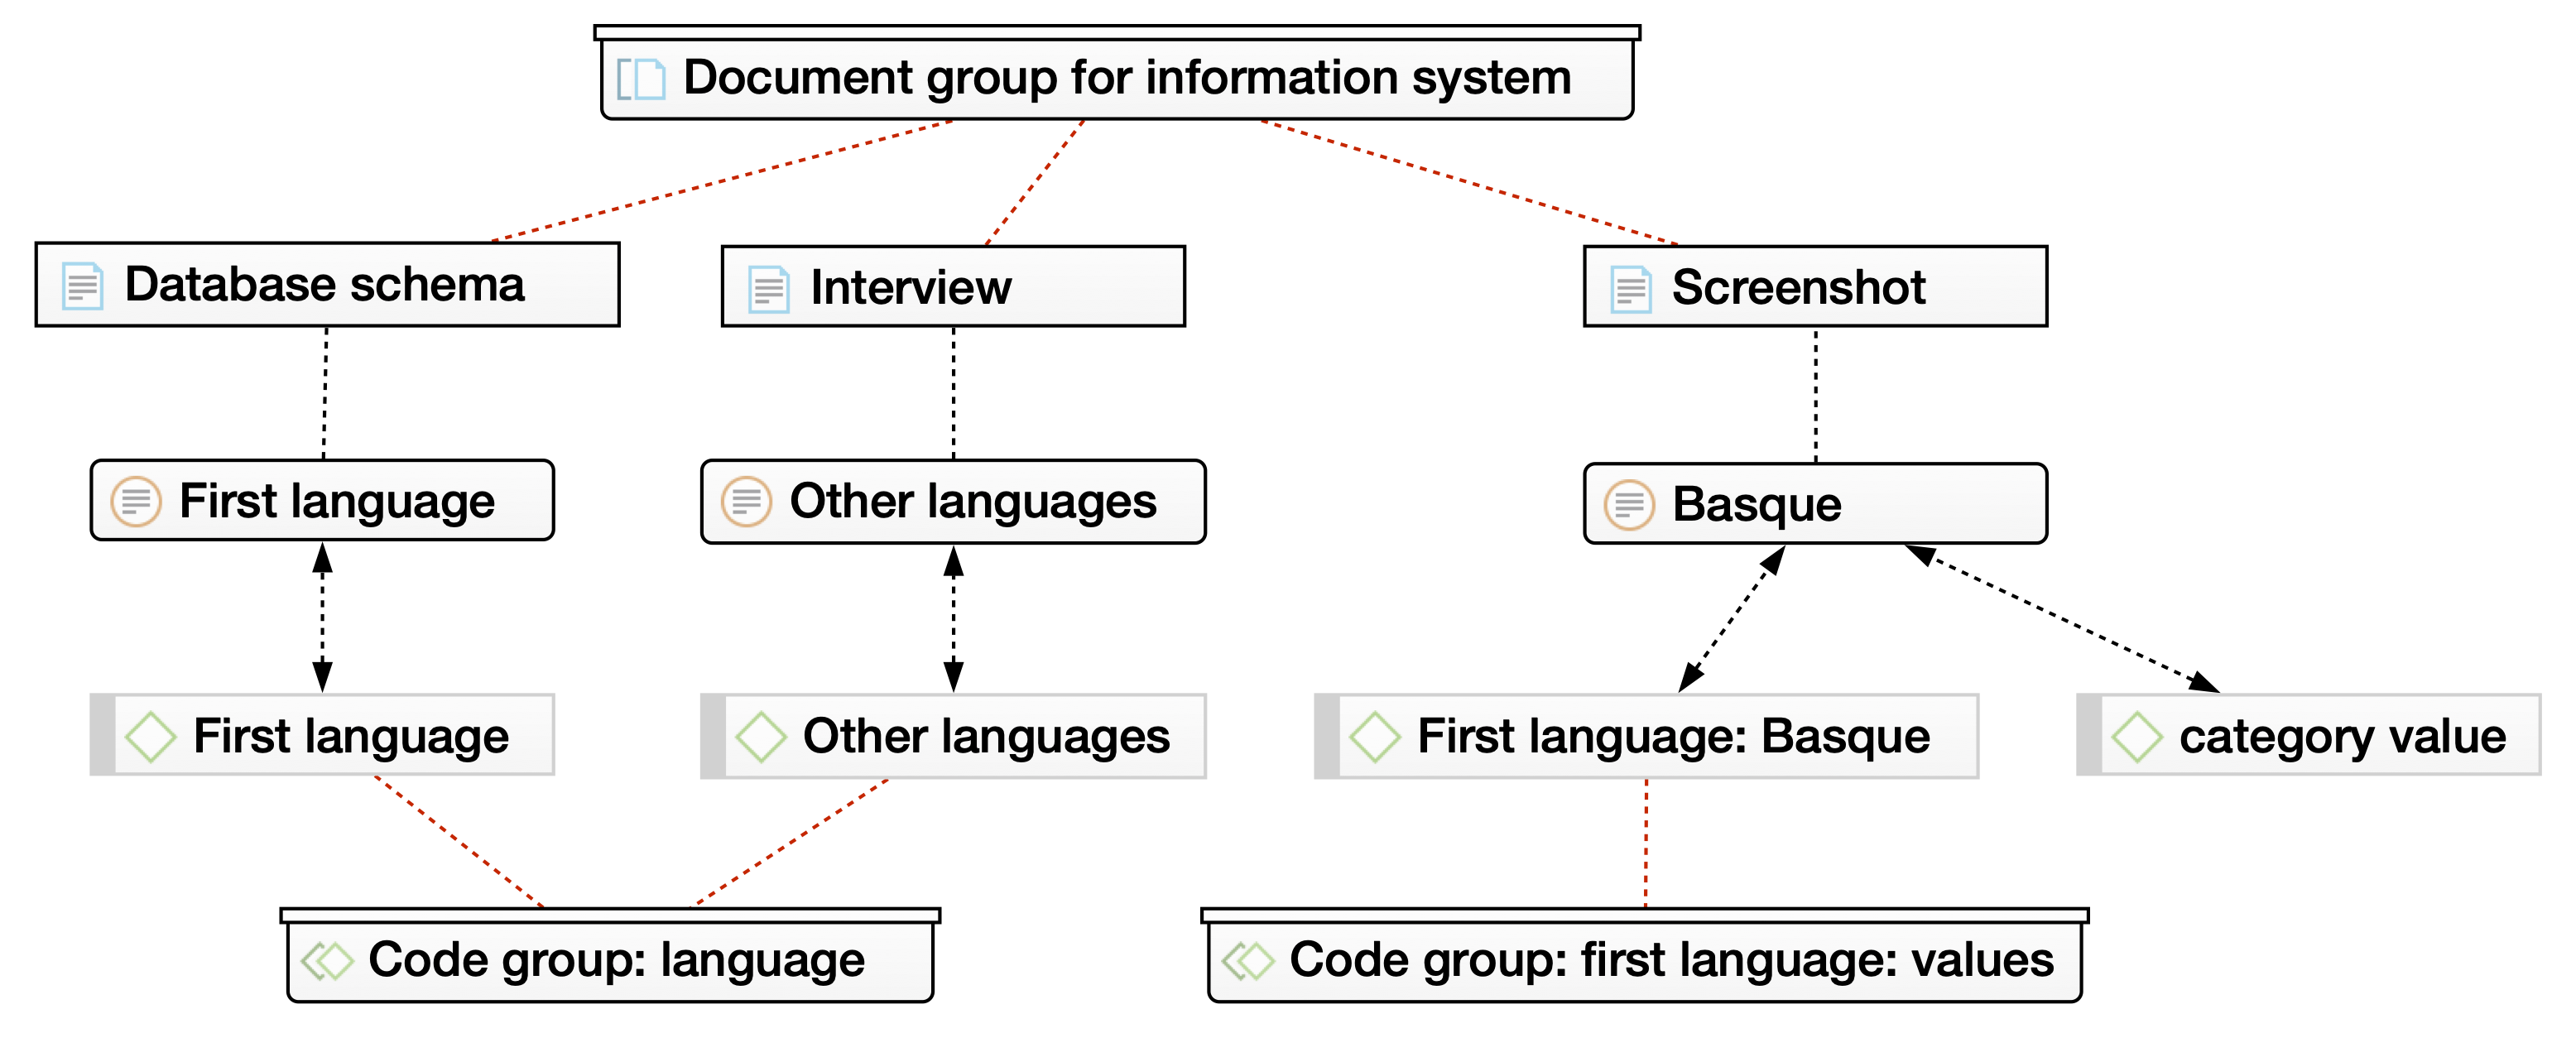 Document group for information system
Database schema
Interview
Screenshot
First language
Other languages
Basque
First language
Other languages
First language: Basque
category value
Code group: language
Code group: first language: values